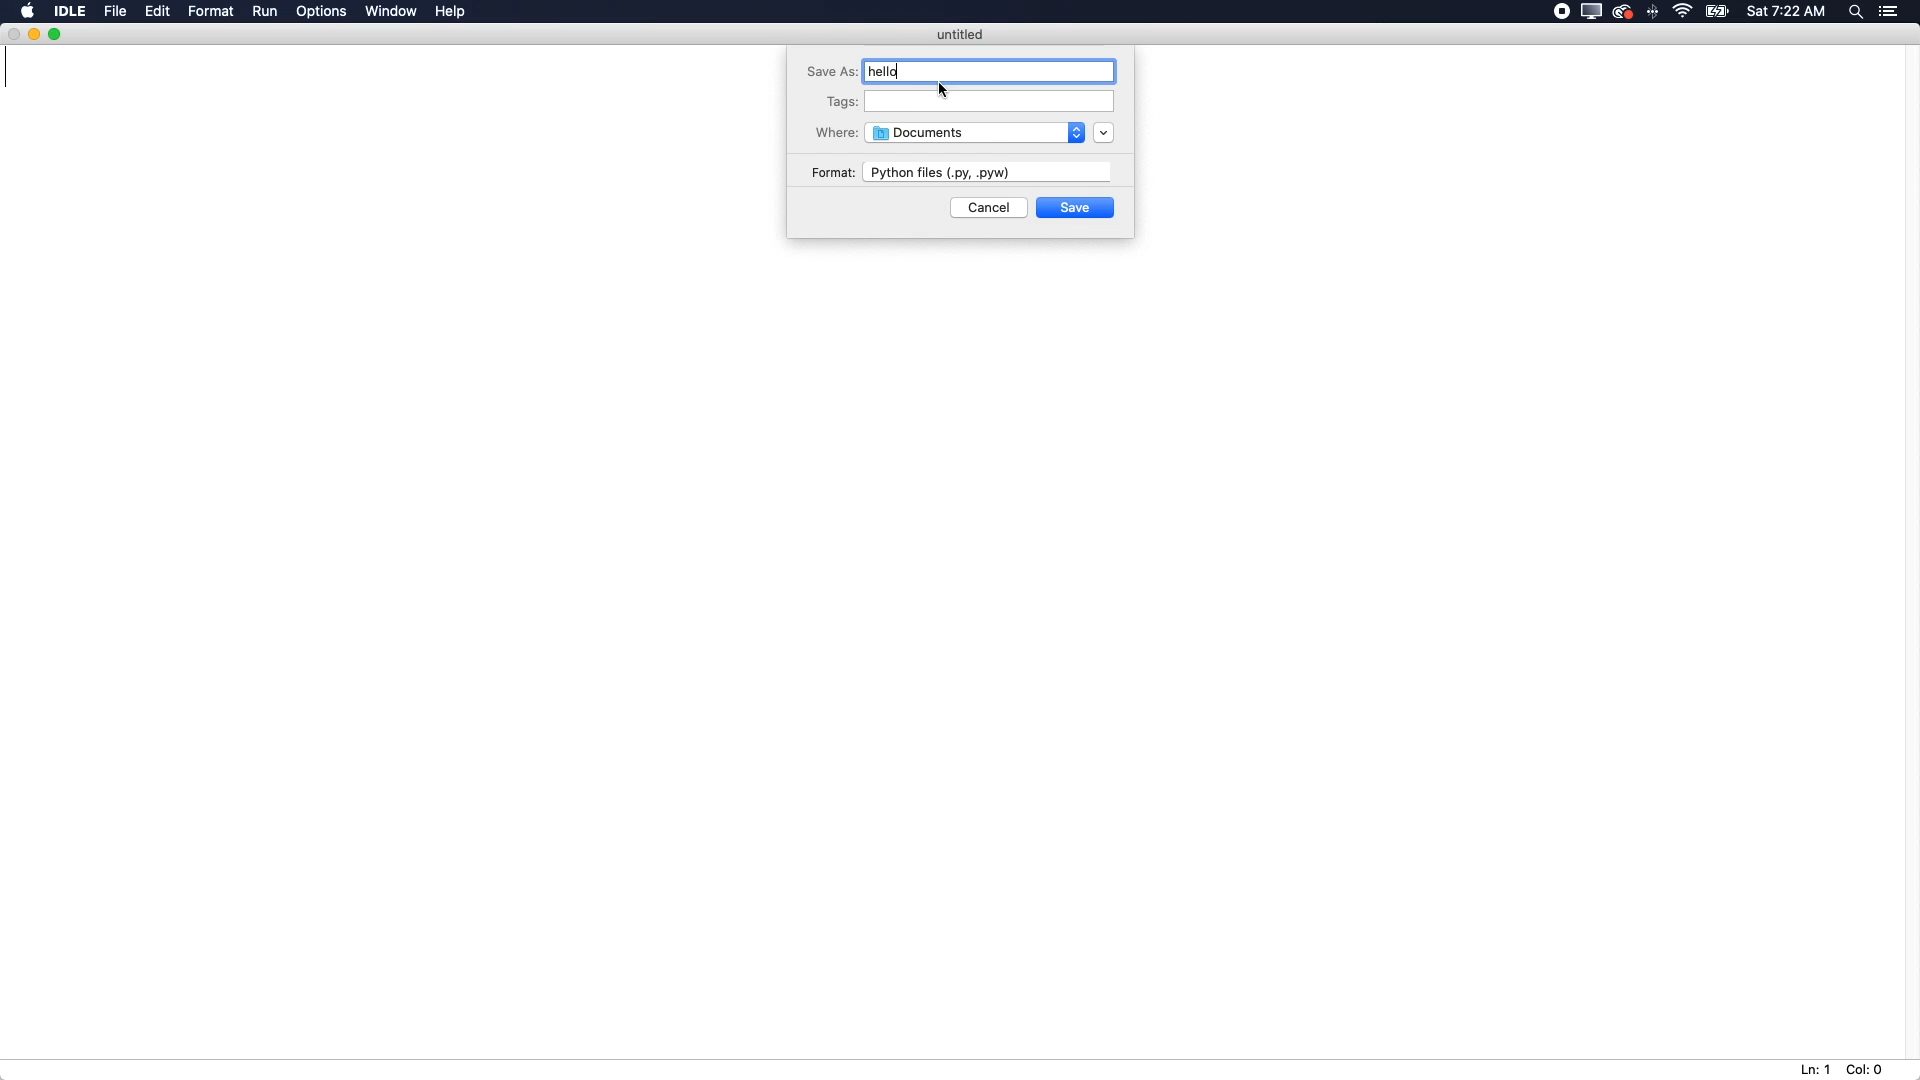 IDLE File Edit Format Run Options Window Help Sat 7:22 AM
untitled
Save As: hello
Tags:
Where: Documents
Format: Python files (.py, .pyw)
Cancel Save
Ln: 1 Col: 0